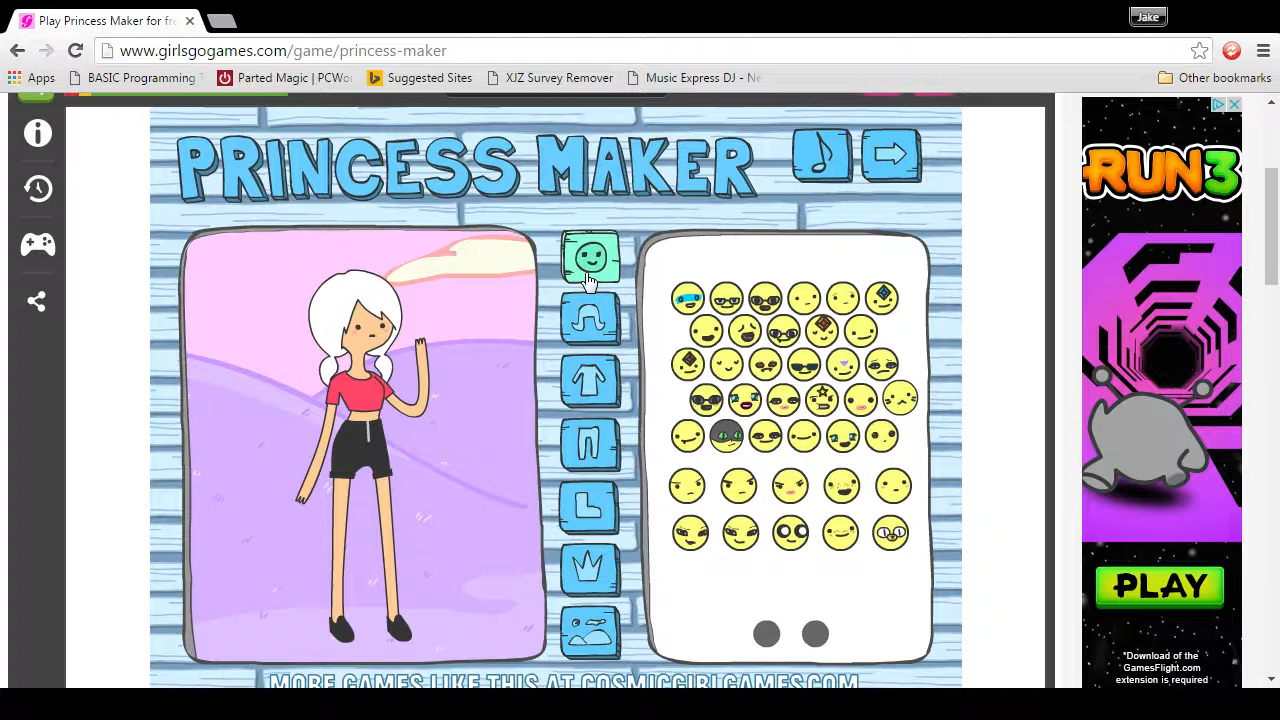 Jake
Play Princess Maker for fre
www.girlsgogames.com/game/princess-maker
Apps
BASIC Programming T
Parted Magic | PCWo
Suggested Sites
XJZ Survey Remover
Music Express DJ - Ne
Other bookmarks
PRINCESS MAKER
RUN3
PLAY
*Download of the
GamesFlight.com
extension is required
MORE GAMES LIKE THIS AT COSMICGIRLGAMES.COM